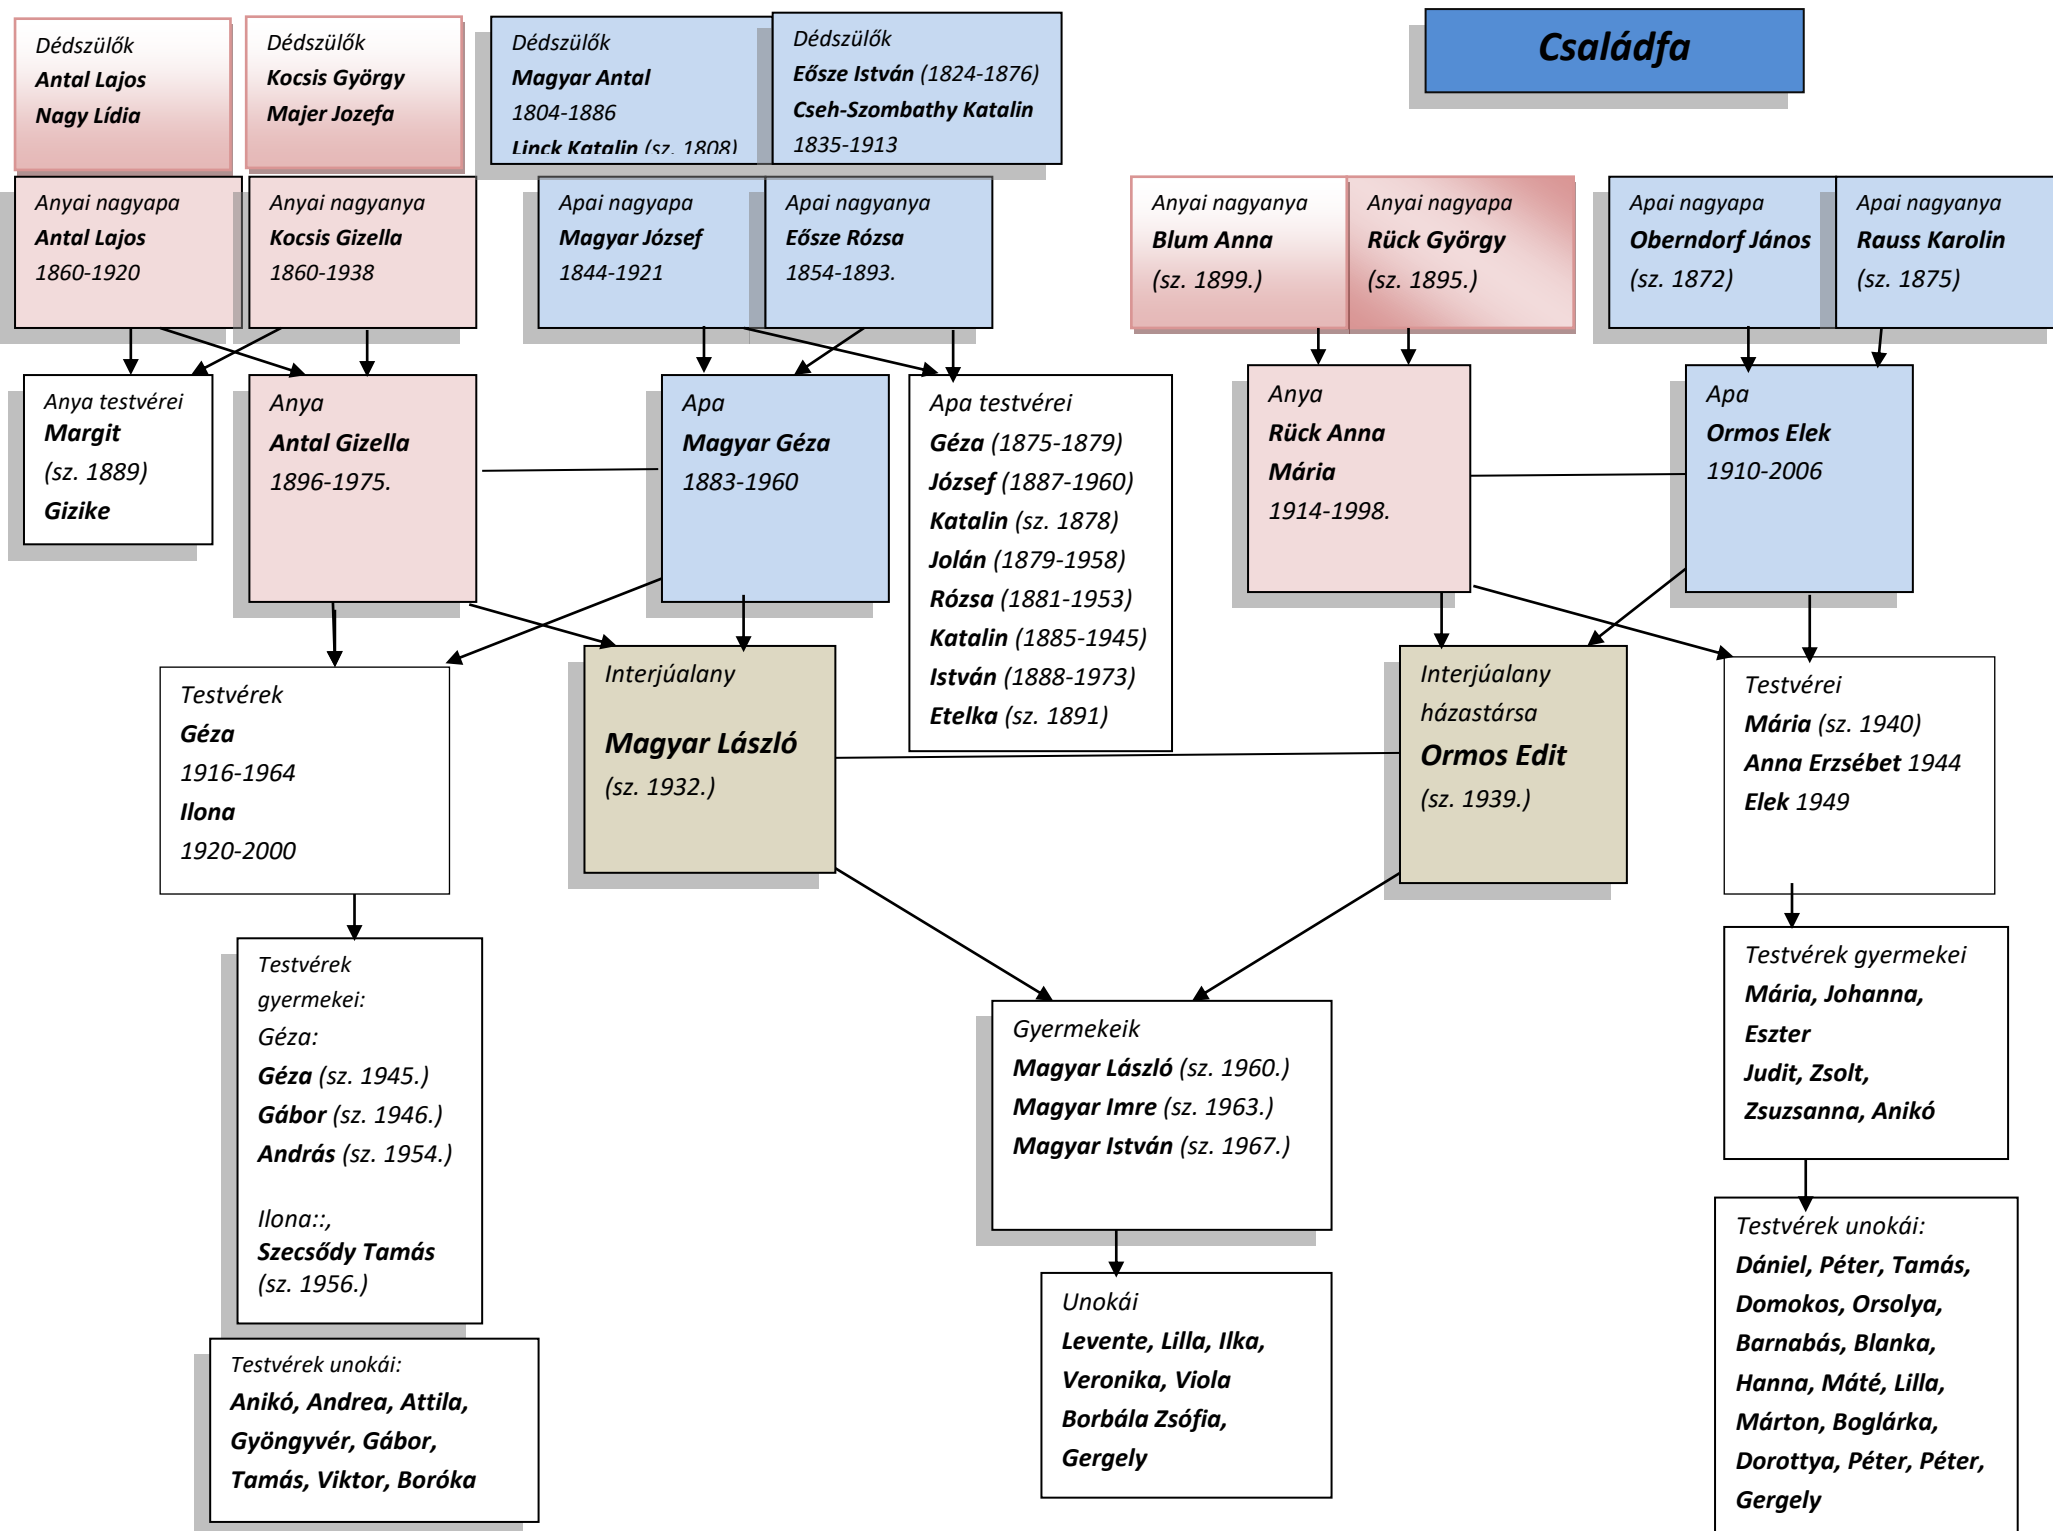 Családfa
Dédszülők
Antal Lajos
Nagy Lídia
Dédszülők
Kocsis György
Majer Jozefa
Dédszülők
Magyar Antal
1804-1886
Linck Katalin (sz. 1808)
Dédszülők
Eősze István (1824-1876)
Cseh-Szombathy Katalin
1835-1913
Anyai nagyapa
Antal Lajos
1860-1920
Anyai nagyanya
Kocsis Gizella
1860-1938
Apai nagyapa
Magyar József
1844-1921
Apai nagyanya
Eősze Rózsa
1854-1893.
Anyai nagyanya
Blum Anna
(sz. 1899.)
Anyai nagyapa
Rück György
(sz. 1895.)
Apai nagyapa
Oberndorf János
(sz. 1872)
Apai nagyanya
Rauss Karolin
(sz. 1875)
Anya testvérei
Margit
(sz. 1889)
Gizike
Anya
Antal Gizella
1896-1975.
Apa
Magyar Géza
1883-1960
Apa testvérei
Géza (1875-1879)
József (1887-1960)
Katalin (sz. 1878)
Jolán (1879-1958)
Rózsa (1881-1953)
Katalin (1885-1945)
István (1888-1973)
Etelka (sz. 1891)
Anya
Rück Anna
Mária
1914-1998.
Apa
Ormos Elek
1910-2006
Testvérek
Géza
1916-1964
Ilona
1920-2000
Interjúalany
Magyar László
(sz. 1932.)
Interjúalany
házastársa
Ormos Edit
(sz. 1939.)
Testvérei
Mária (sz. 1940)
Anna Erzsébet 1944
Elek 1949
Testvérek
gyermekei:
Géza:
Géza (sz. 1945.)
Gábor (sz. 1946.)
András (sz. 1954.)
Ilona::,
Szecsődy Tamás
(sz. 1956.)
Gyermekeik
Magyar László (sz. 1960.)
Magyar Imre (sz. 1963.)
Magyar István (sz. 1967.)
Testvérek gyermekei
Mária, Johanna,
Eszter
Judit, Zsolt,
Zsuzsanna, Anikó
Testvérek unokái:
Anikó, Andrea, Attila,
Gyöngyvér, Gábor,
Tamás, Viktor, Boróka
Unokái
Levente, Lilla, Ilka,
Veronika, Viola
Borbála Zsófia,
Gergely
Testvérek unokái:
Dániel, Péter, Tamás,
Domokos, Orsolya,
Barnabás, Blanka,
Hanna, Máté, Lilla,
Márton, Boglárka,
Dorottya, Péter, Péter,
Gergely